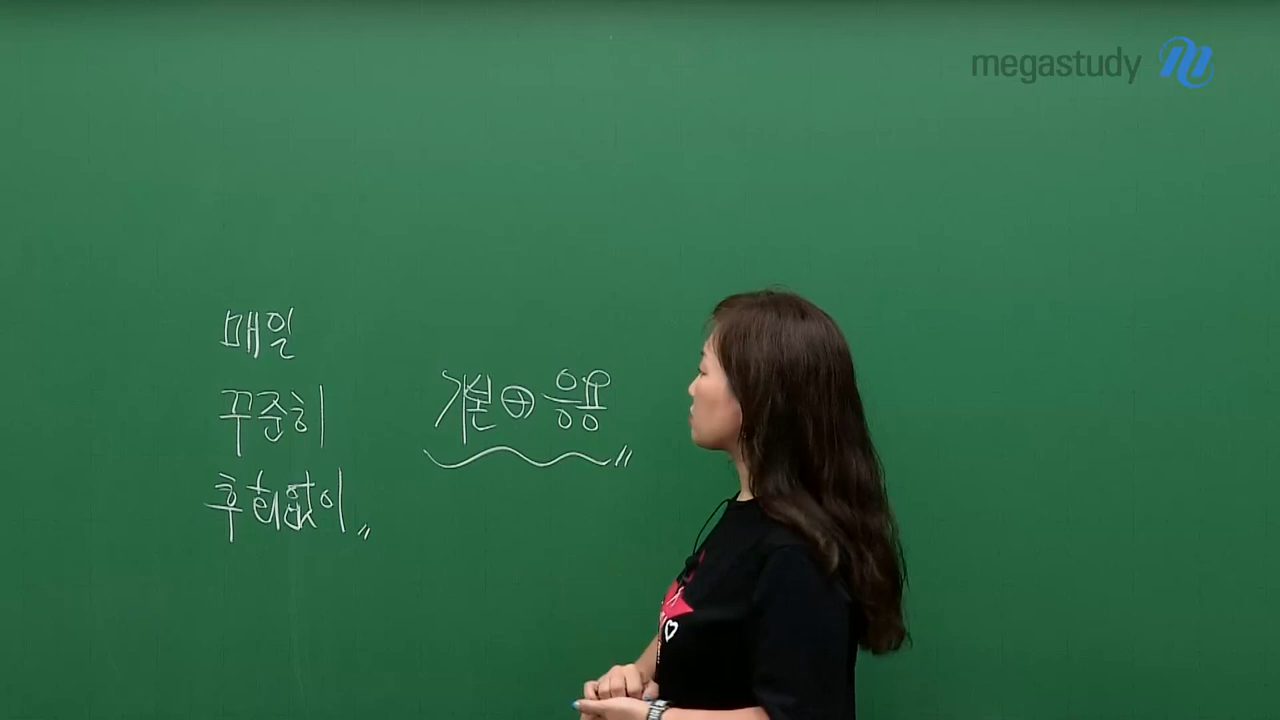 megastudy
매일
꾸준히
후회없이 〃
기본 ⊕ 응용 〃